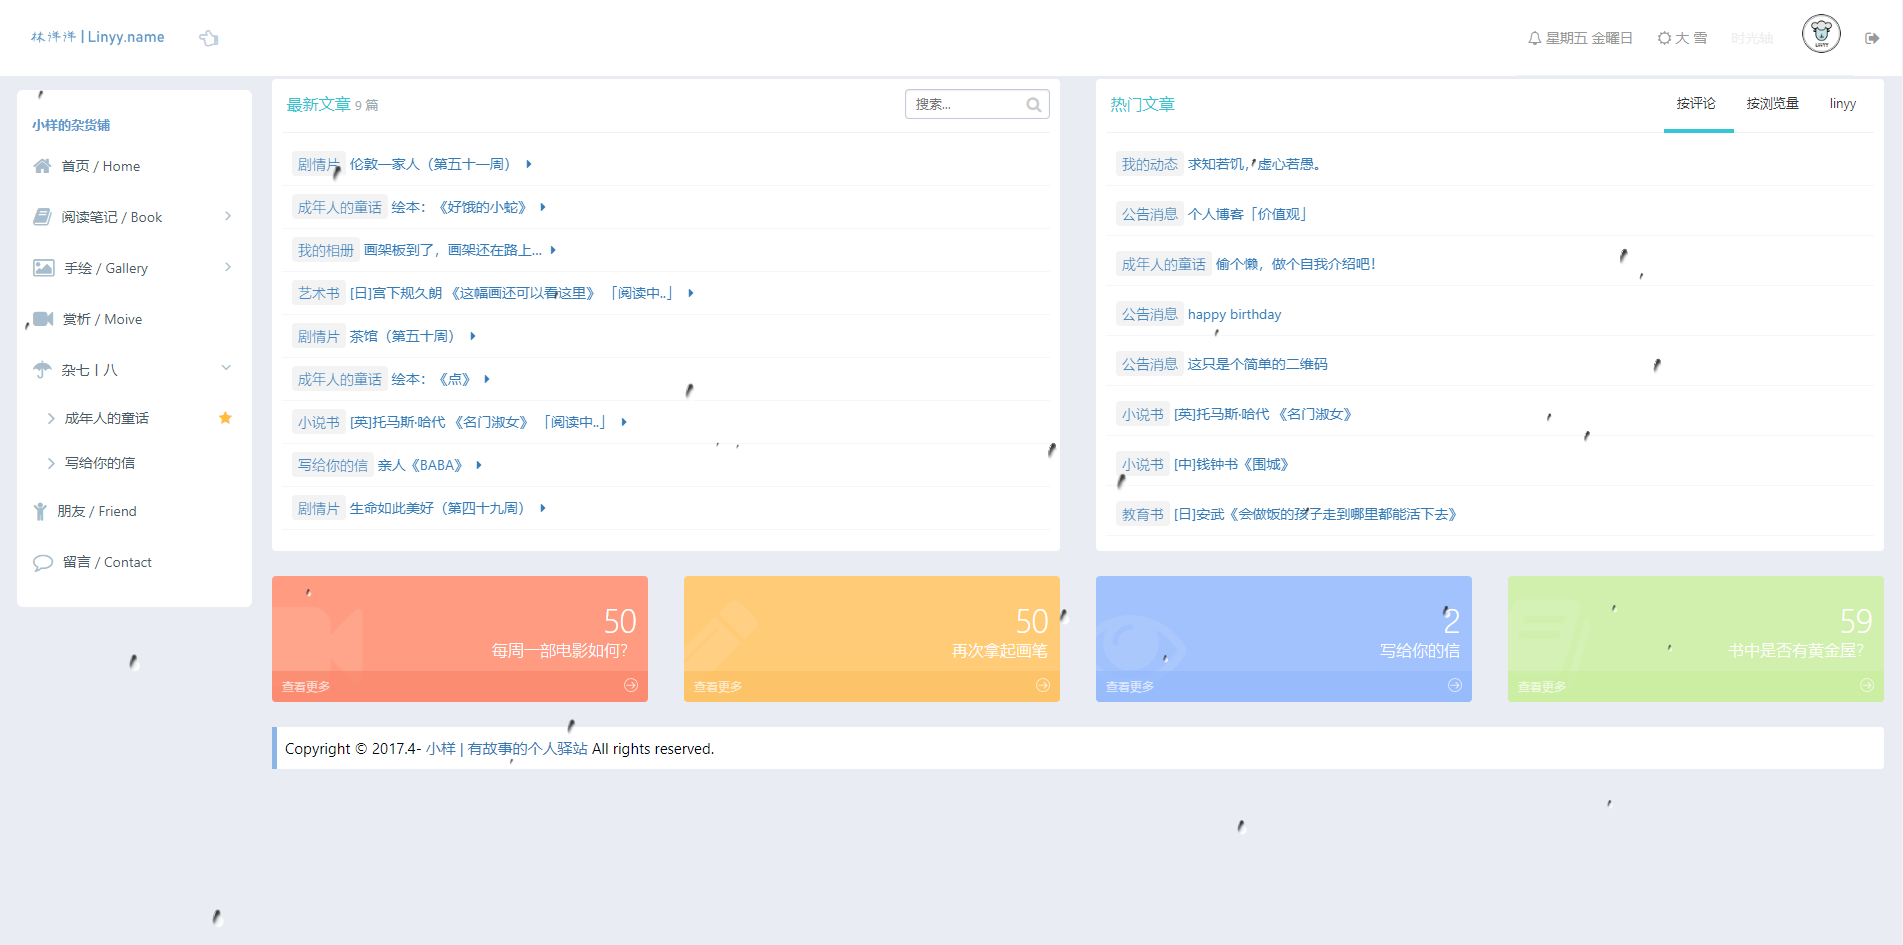 林洋洋 | Linyy.name
星期五 金曜日
大 雪
时光轴
小样的杂货铺
首页 / Home
阅读笔记 / Book
手绘 / Gallery
赏析 / Moive
杂七丨八
成年人的童话
写给你的信
朋友 / Friend
留言 / Contact
最新文章 9 篇
搜索...
剧情片 伦敦一家人（第五十一周）
成年人的童话 绘本：《好饿的小蛇》
我的相册 画架板到了，画架还在路上...
艺术书 [日]宫下规久朗 《这幅画还可以看这里》 「阅读中..」
剧情片 茶馆（第五十周）
成年人的童话 绘本：《点》
小说书 [英]托马斯·哈代 《名门淑女》 「阅读中..」
写给你的信 亲人《BABA》
剧情片 生命如此美好（第四十九周）
热门文章
按评论
按浏览量
linyy
我的动态 求知若饥，虚心若愚。
公告消息 个人博客「价值观」
成年人的童话 偷个懒，做个自我介绍吧！
公告消息 happy birthday
公告消息 这只是个简单的二维码
小说书 [英]托马斯·哈代 《名门淑女》
小说书 [中]钱钟书《围城》
教育书 [日]安武《会做饭的孩子走到哪里都能活下去》
50
每周一部电影如何？
查看更多
50
再次拿起画笔
查看更多
2
写给你的信
查看更多
59
书中是否有黄金屋？
查看更多
Copyright © 2017.4- 小样 | 有故事的个人驿站 All rights reserved.